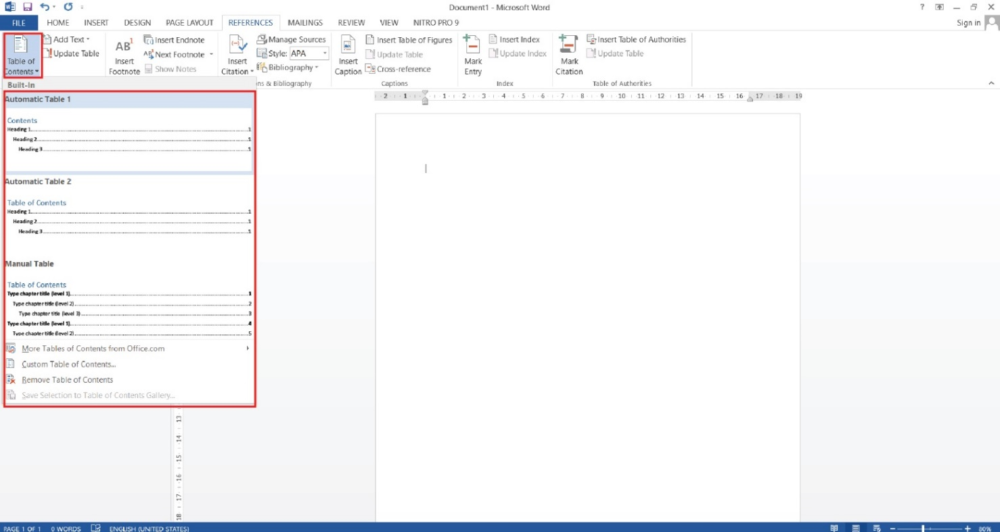 Document1 - Microsoft Word
FILE HOME INSERT DESIGN PAGE LAYOUT REFERENCES MAILINGS REVIEW VIEW NITRO PRO 9 Sign in
Table of Contents
Add Text
Update Table
AB1
Insert Footnote
Insert Endnote
AB1 Next Footnote
Show Notes
Insert Citation
Manage Sources
Style: APA
Bibliography
ns & Bibliography
Insert Caption
Insert Table of Figures
Update Table
Cross-reference
Captions
Mark Entry
Insert Index
Update Index
Index
Mark Citation
Insert Table of Authorities
Update Table
Table of Authorities
Built-In
Automatic Table 1
Contents
Heading 1...1
Heading 2...1
Heading 3...1
Automatic Table 2
Table of Contents
Heading 1...1
Heading 2...1
Heading 3...1
Manual Table
Table of Contents
Type chapter title (level 1)...1
Type chapter title (level 2)...2
Type chapter title (level 3)...3
Type chapter title (level 1)...4
Type chapter title (level 2)...5
More Tables of Contents from Office.com
Custom Table of Contents...
Remove Table of Contents
Save Selection to Table of Contents Gallery...
2 1 1 2 3 4 5 6 7 8 9 10 11 12 13 14 15 16 17 18 19
13
14
15
16
17
18
PAGE 1 OF 1 0 WORDS ENGLISH (UNITED STATES) 80%